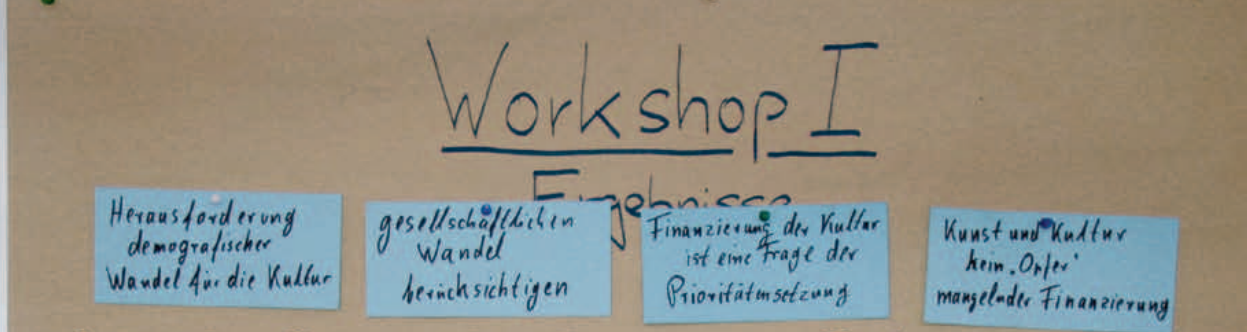 Workshop I
Ergebnisse
Herausforderung
demografischer
Wandel für die Kultur
gesellschaftlichen
Wandel
berücksichtigen
Finanzierung der Kultur
ist eine Frage der
Prioritätensetzung
Kunst und Kultur
kein „Opfer"
mangelnder Finanzierung